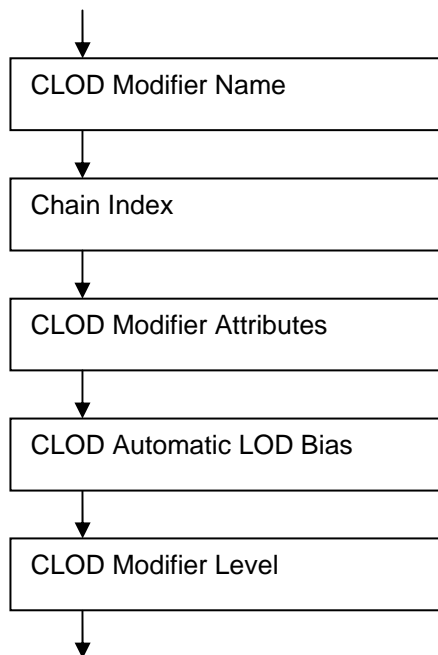 CLOD Modifier Name
Chain Index
CLOD Modifier Attributes
CLOD Automatic LOD Bias
CLOD Modifier Level